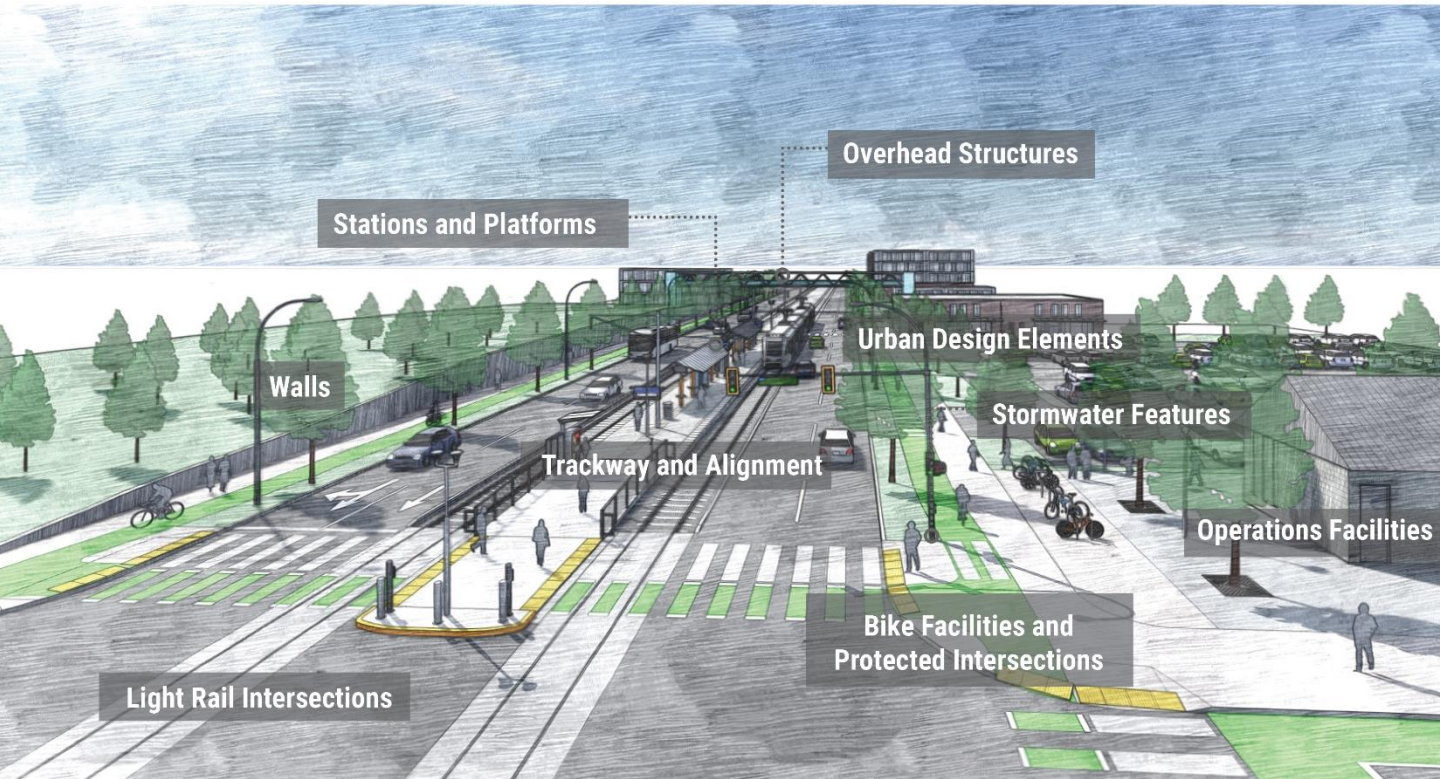 Overhead Structures
Stations and Platforms
Urban Design Elements
Walls
Stormwater Features
Trackway and Alignment
Operations Facilities
Bike Facilities and
Protected Intersections
Light Rail Intersections